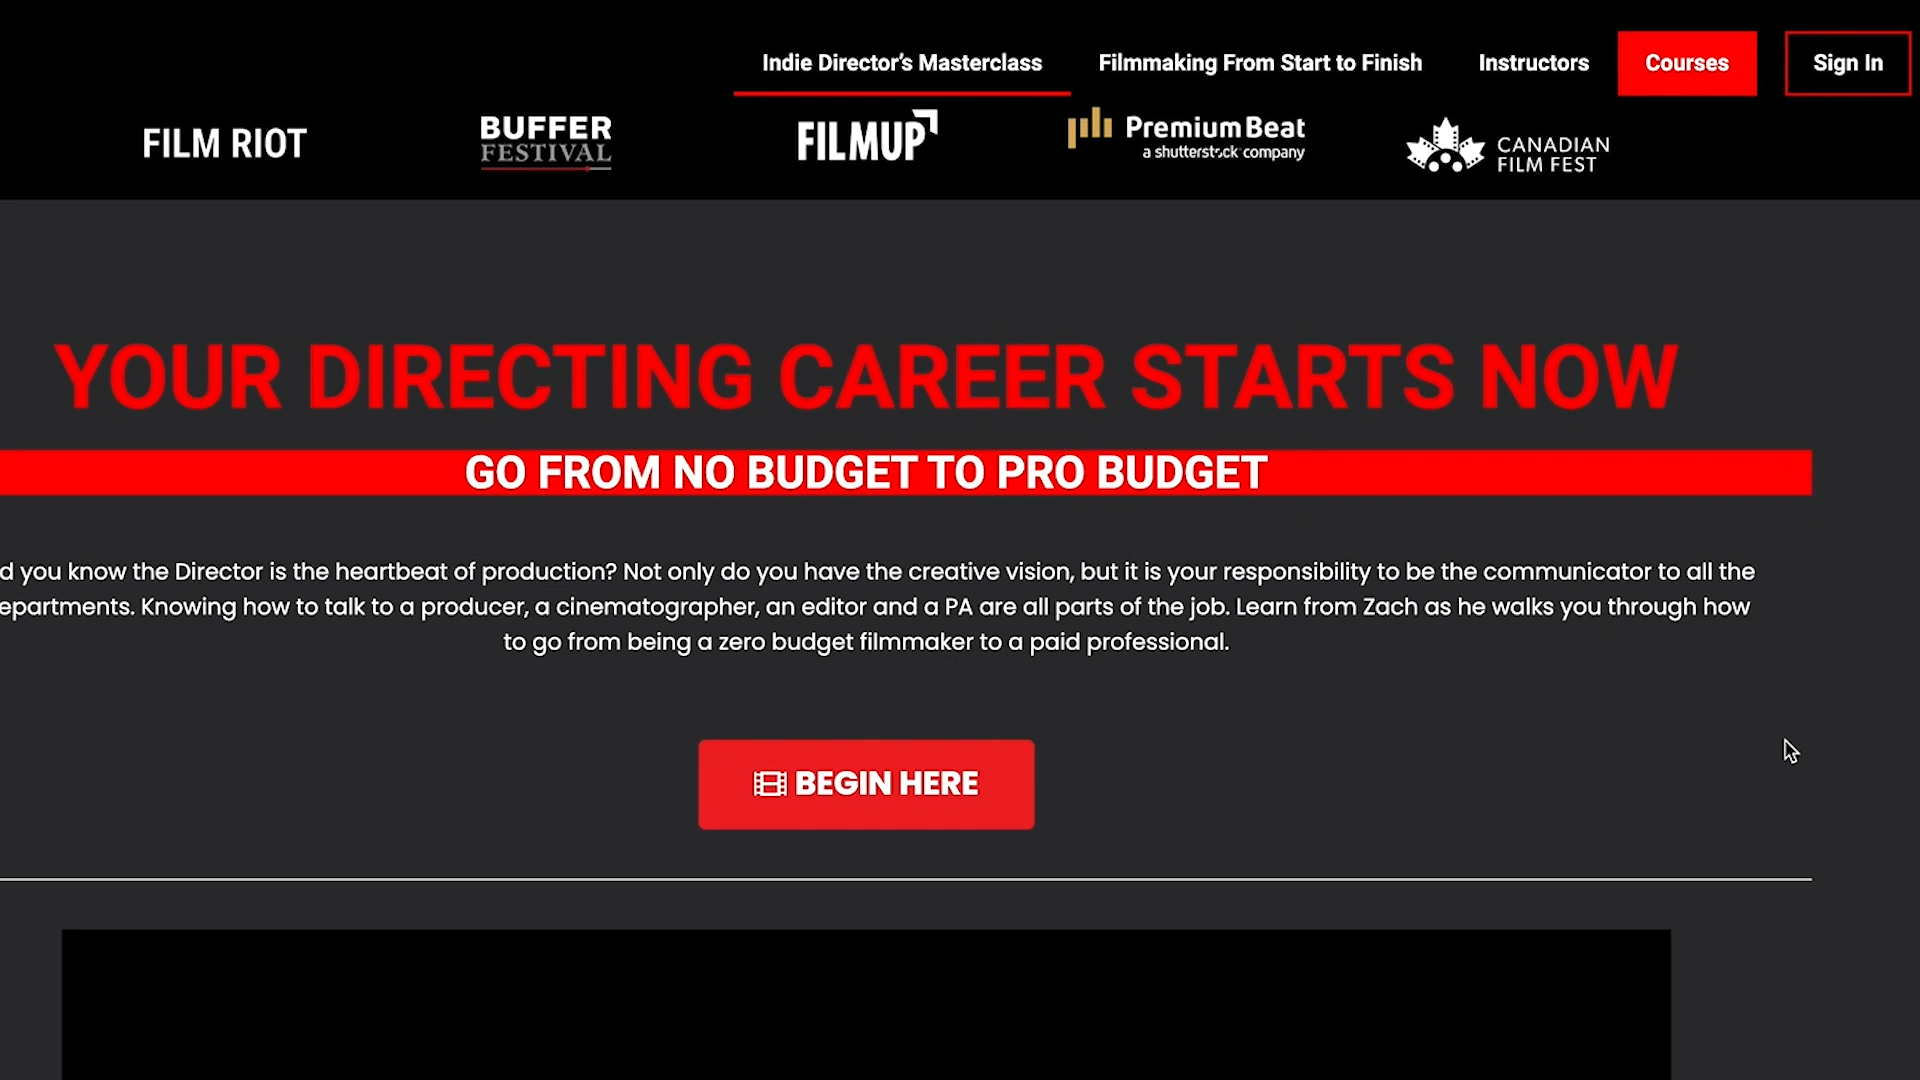 Indie Director's Masterclass Filmmaking From Start to Finish Instructors Courses Sign In
FILM RIOT
BUFFER
FESTIVAL
FILMUP
PremiumBeat
a shutterstock company
CANADIAN
FILM FEST
YOUR DIRECTING CAREER STARTS NOW
GO FROM NO BUDGET TO PRO BUDGET
d you know the Director is the heartbeat of production? Not only do you have the creative vision, but it is your responsibility to be the communicator to all the
epartments. Knowing how to talk to a producer, a cinematographer, an editor and a PA are all parts of the job. Learn from Zach as he walks you through how
to go from being a zero budget filmmaker to a paid professional.
BEGIN HERE